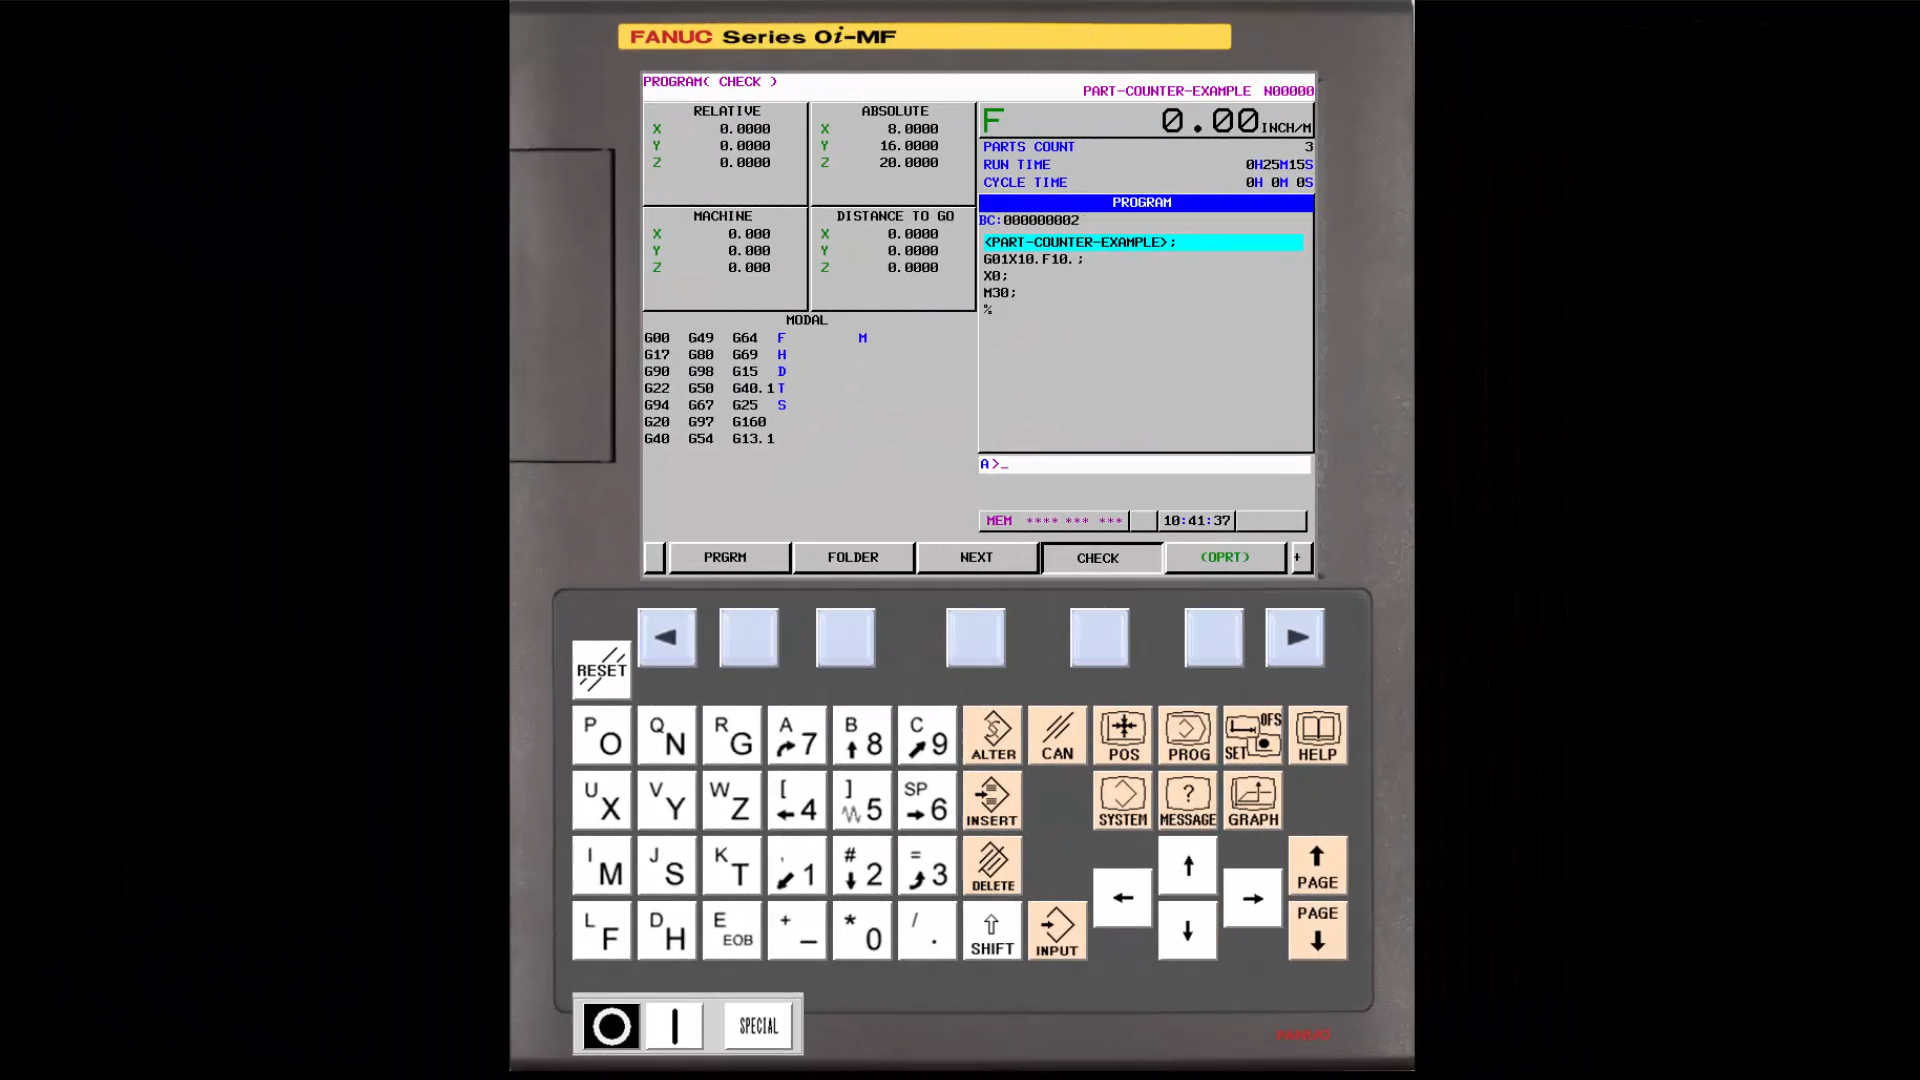 FANUC Series 0i-MF
PROGRAM( CHECK )
PART-COUNTER-EXAMPLE N00000
RELATIVE
X 0.0000
Y 0.0000
Z 0.0000
ABSOLUTE
X 8.0000
Y 16.0000
Z 20.0000
F 0.00 INCH/M
PARTS COUNT 3
RUN TIME 0H25M15S
CYCLE TIME 0H 0M 0S
MACHINE
X 0.000
Y 0.000
Z 0.000
DISTANCE TO GO
X 0.0000
Y 0.0000
Z 0.0000
PROGRAM
BC:000000002
<PART-COUNTER-EXAMPLE>;
G01X10.F10.;
X0;
M30;
%
MODAL
G00 G49 G64 F M
G17 G80 G69 H
G90 G98 G15 D
G22 G50 G40.1 T
G94 G67 G25 S
G20 G97 G160
G40 G54 G13.1
A>_
MEM **** *** *** 10:41:37
PRGRM FOLDER NEXT CHECK (OPRT) +
RESET
P O Q N R G A 7 B 8 C 9 ALTER CAN POS PROG OFS SET HELP
U X V Y W Z [ 4 ] 5 SP 6 INSERT SYSTEM ? MESSAGE GRAPH
I M J S K T , 1 # 2 = 3 DELETE PAGE
L F D H E EOB + - * 0 / . SHIFT INPUT PAGE
SPECIAL
FANUC